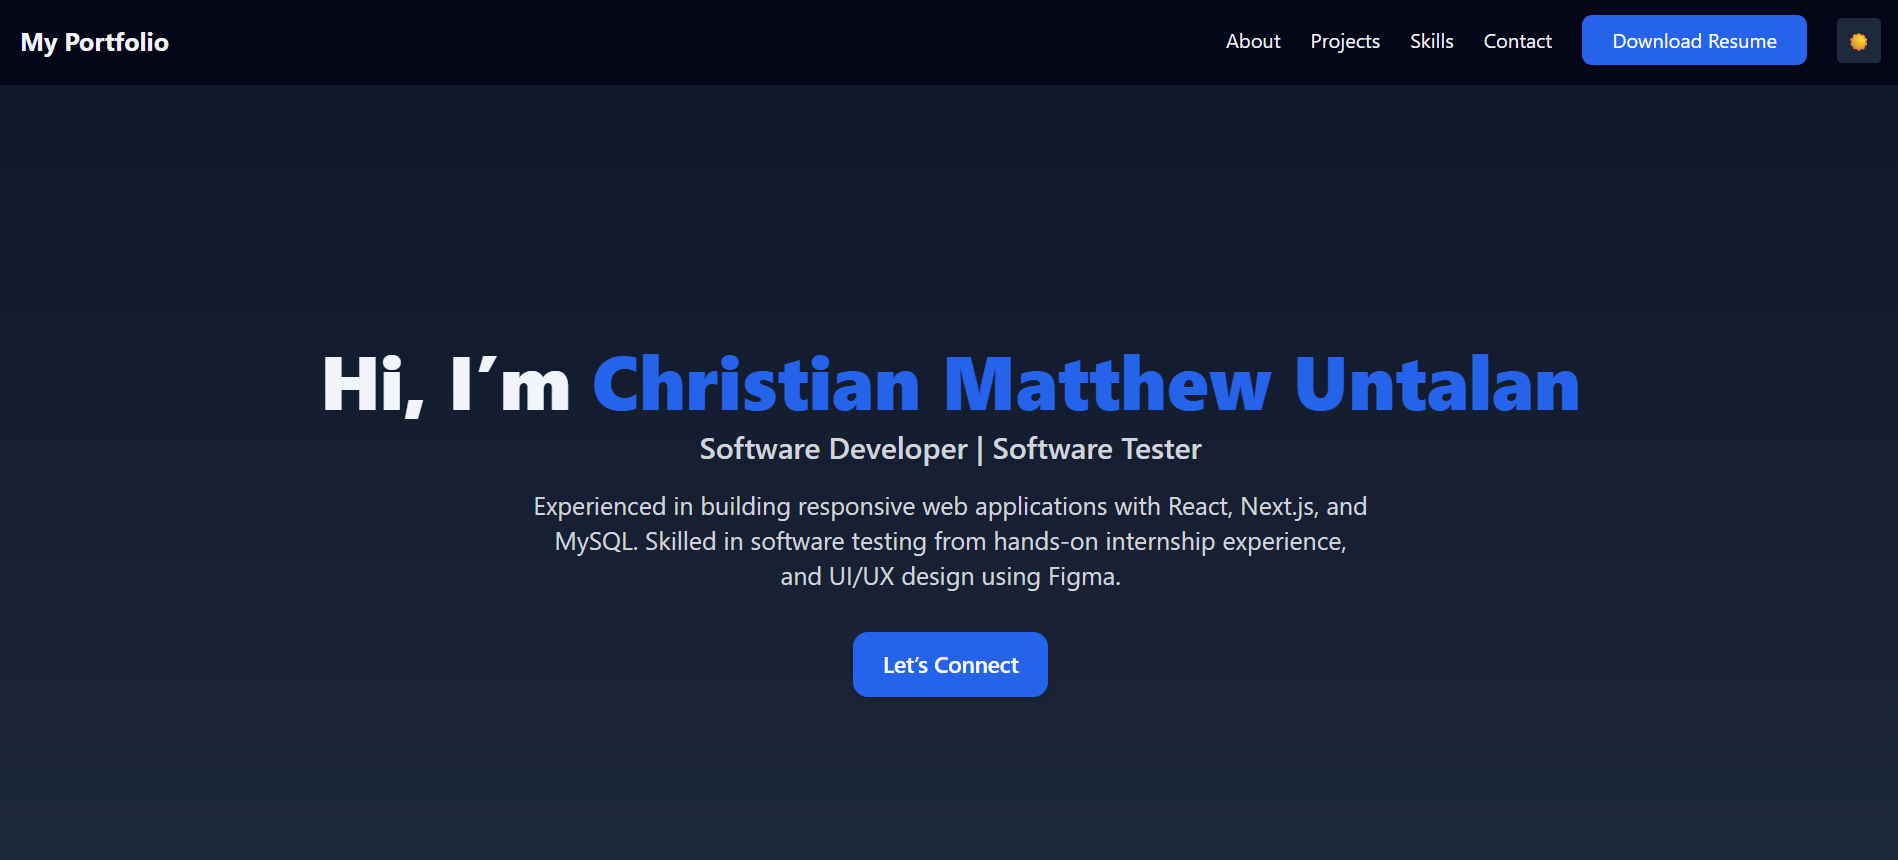 My Portfolio
About
Projects
Skills
Contact
Download Resume
Hi, I’m Christian Matthew Untalan
Software Developer | Software Tester
Experienced in building responsive web applications with React, Next.js, and
MySQL. Skilled in software testing from hands-on internship experience,
and UI/UX design using Figma.
Let’s Connect